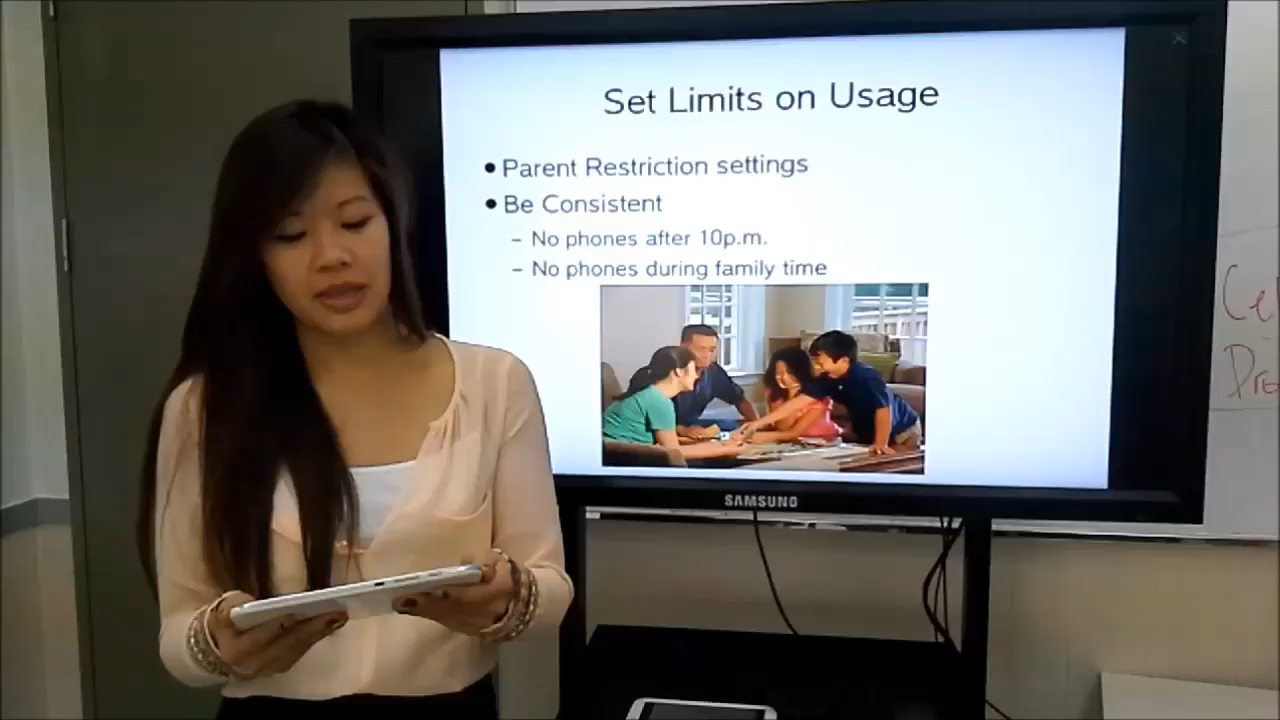 Set Limits on Usage
● Parent Restriction settings
● Be Consistent
– No phones after 10p.m.
– No phones during family time
SAMSUNG